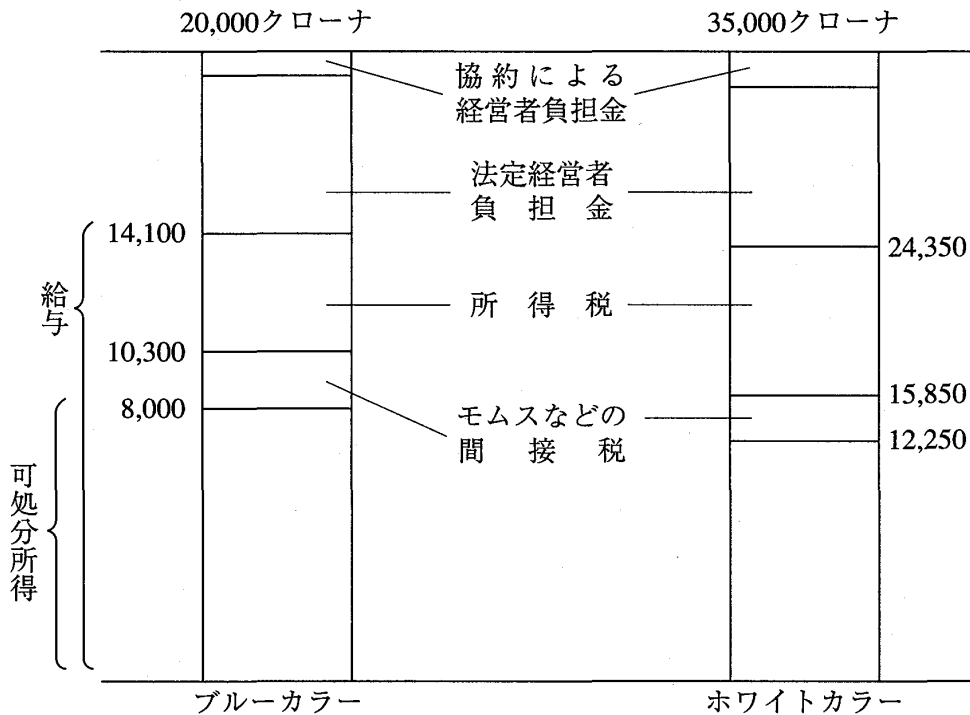 20,000クローナ
35,000クローナ
協約による
経営者負担金
法定経営者
負担金
14,100
24,350
給与
所得税
10,300
15,850
8,000
モムスなどの
間接税
12,250
可処分所得
ブルーカラー
ホワイトカラー